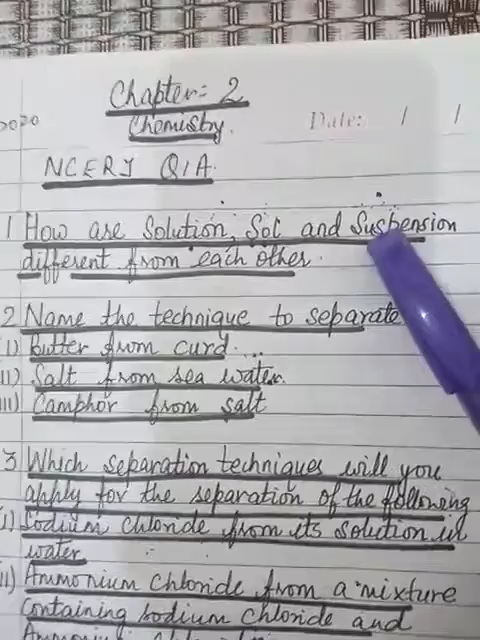 Chapter: 2
Chemistry.
Date: / /
NCERT Q/A
1 How are Solution, Sol and Suspension
different from each other.
2 Name the technique to separate
i) Butter from curd....
ii) Salt from sea water.
iii) Camphor from salt
3 Which separation techniques will you
apply for the separation of the following
i) Sodium chloride from its solution in
water
ii) Ammonium chloride from a mixture
containing sodium chloride and